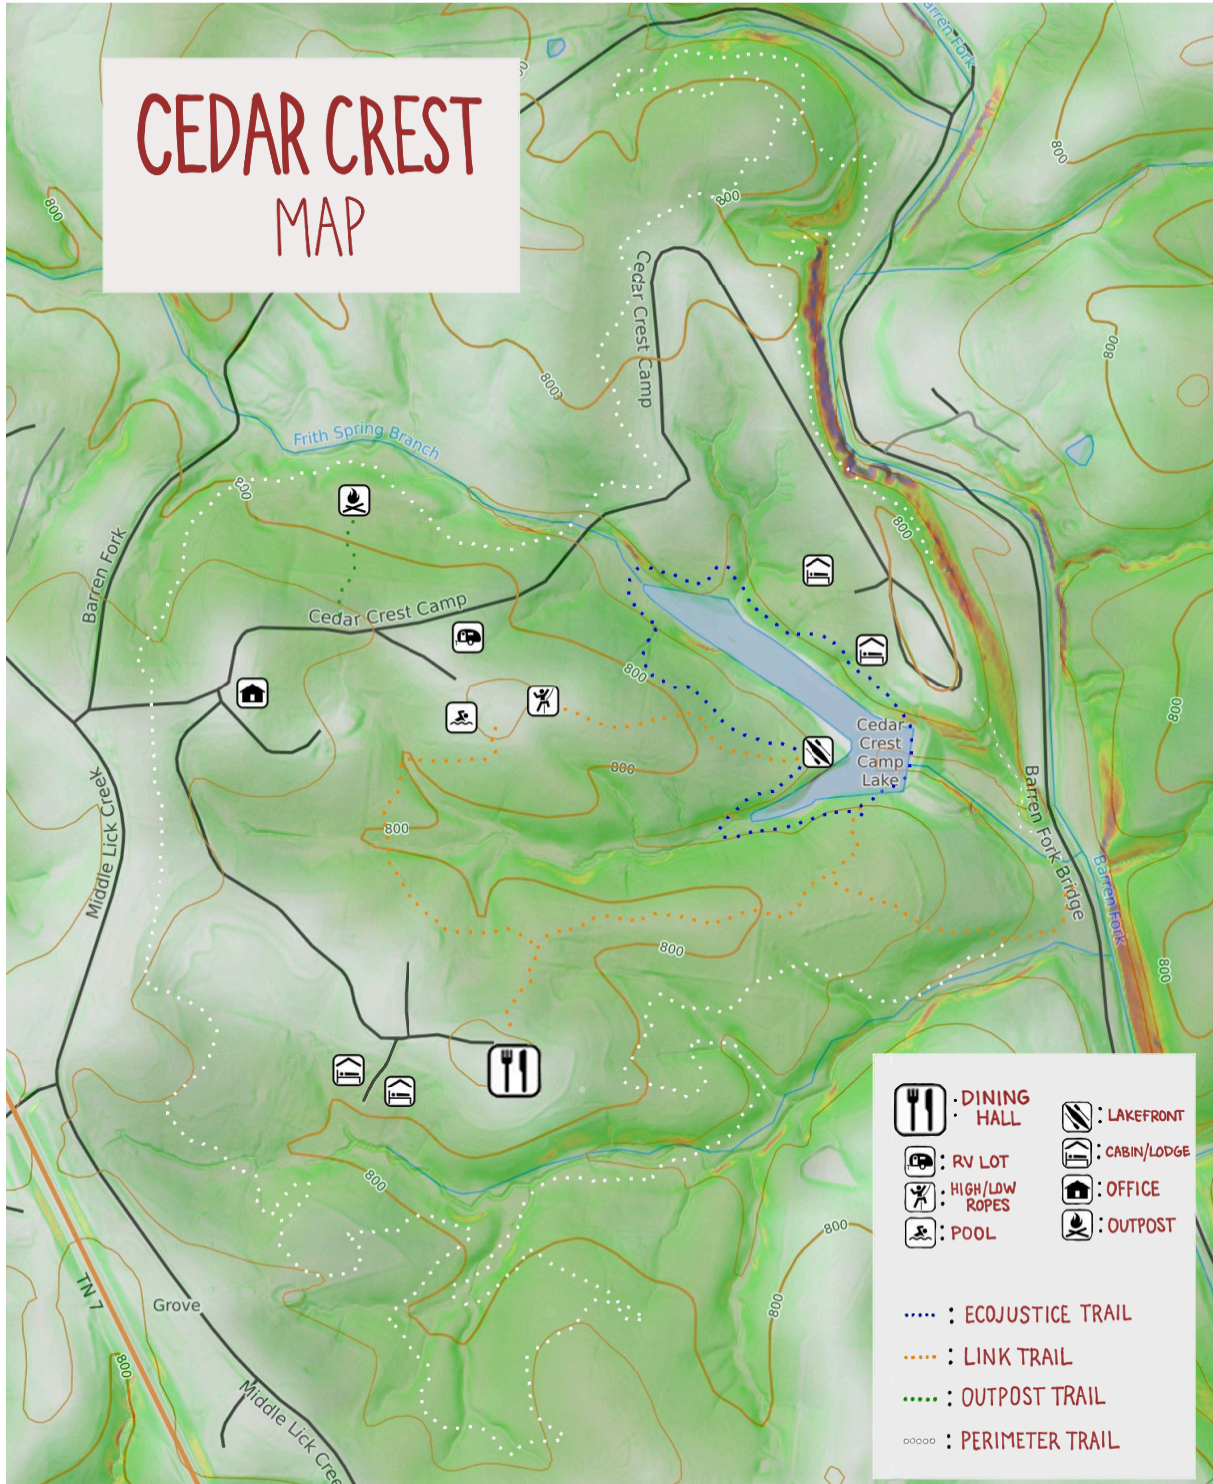 CEDAR CREST
MAP
Barren Fork
800
800
800
800
Cedar Crest Camp
800
Frith Spring Branch
800
800
Barren Fork
Cedar Crest Camp
800
800
Cedar
Crest
Camp
Lake
800
Middle Lick Creek
800
Barren Fork Bridge
Barren Fork
800
800
800
800
800
TN 7
Grove
800
Middle Lick Cree
: DINING
HALL
: RV LOT
: HIGH/LOW
ROPES
: POOL
: LAKEFRONT
: CABIN/LODGE
: OFFICE
: OUTPOST
: ECOJUSTICE TRAIL
: LINK TRAIL
: OUTPOST TRAIL
: PERIMETER TRAIL